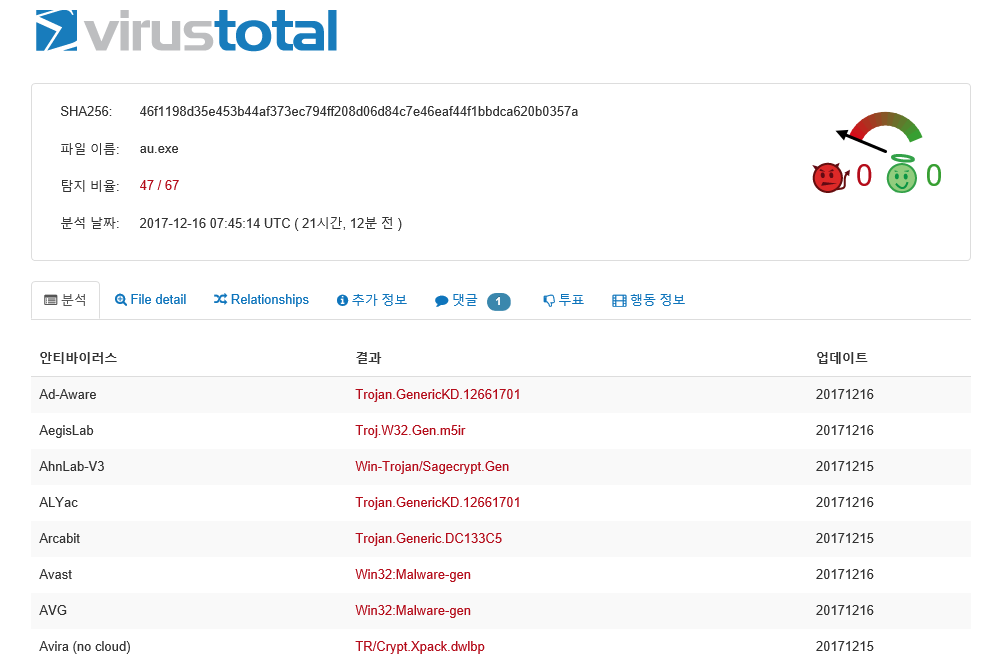 virustotal
SHA256: 46f1198d35e453b44af373ec794ff208d06d84c7e46eaf44f1bbdca620b0357a
파일 이름: au.exe
탐지 비율: 47 / 67
분석 날짜: 2017-12-16 07:45:14 UTC ( 21시간, 12분 전 )
0 0
분석 File detail Relationships 추가 정보 댓글 1 투표 행동 정보
안티바이러스 결과 업데이트
Ad-Aware Trojan.GenericKD.12661701 20171216
AegisLab Troj.W32.Gen.m5ir 20171216
AhnLab-V3 Win-Trojan/Sagecrypt.Gen 20171215
ALYac Trojan.GenericKD.12661701 20171216
Arcabit Trojan.Generic.DC133C5 20171215
Avast Win32:Malware-gen 20171216
AVG Win32:Malware-gen 20171216
Avira (no cloud) TR/Crypt.Xpack.dwlbp 20171215